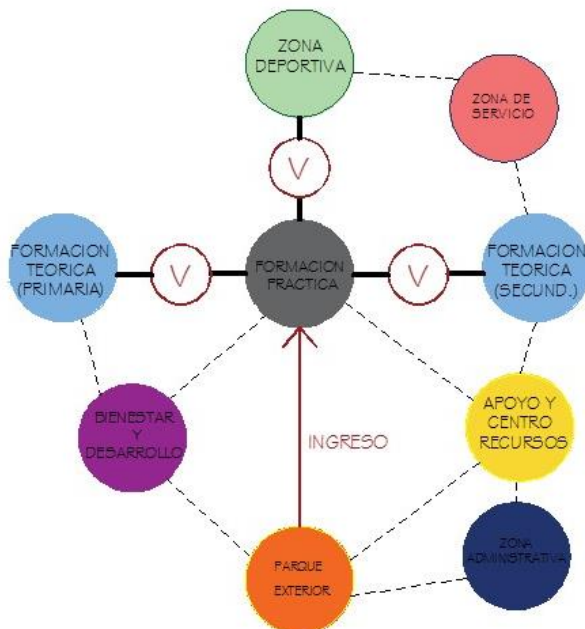 ZONA
DEPORTIVA
ZONA DE
SERVICIO
V
FORMACION
TEORICA
(PRIMARIA)
V
FORMACION
PRACTICA
V
FORMACION
TEORICA
(SECUND.)
BIENESTAR
Y
DESARROLLO
APOYO Y
CENTRO
RECURSOS
INGRESO
ZONA
ADMINISTRATIVA
PARQUE
EXTERIOR